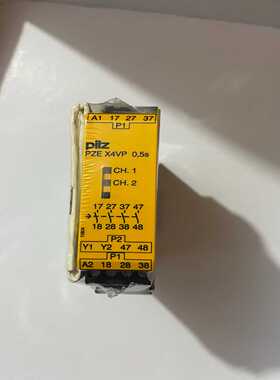 A1 17 27 37
P1
pilz
PZE X4VP 0,5s
CH. 1
CH. 2
17 27 37 47
18 28 38 48
P2
Y1 Y2 47 48
P1
A2 18 28 38